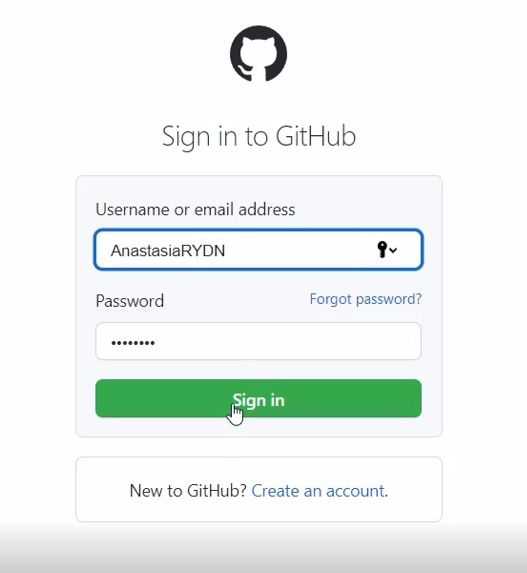 Sign in to GitHub
Username or email address
AnastasiaRYDN
Password Forgot password?
••••••••
Sign in
New to GitHub? Create an account.